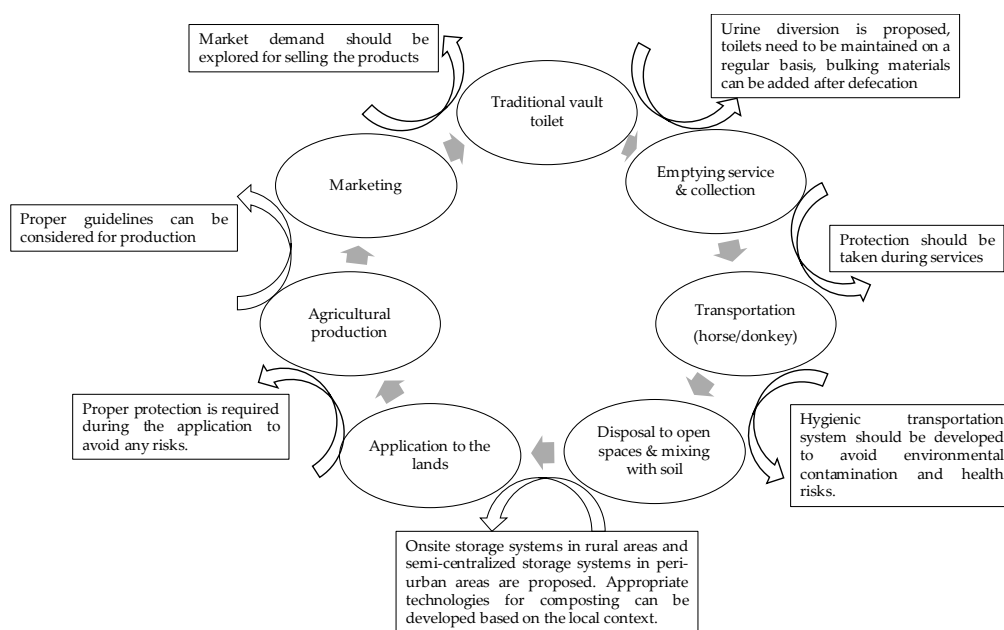 Market demand should be
explored for selling the products
Urine diversion is proposed,
toilets need to be maintained on a
regular basis, bulking materials
can be added after defecation
Traditional vault
toilet
Emptying service
& collection
Marketing
Proper guidelines can be
considered for production
Protection should be
taken during services
Agricultural
production
Transportation
(horse/donkey)
Proper protection is required
during the application to
avoid any risks.
Application to the
lands
Disposal to open
spaces & mixing
with soil
Hygienic transportation
system should be developed
to avoid environmental
contamination and health
risks.
Onsite storage systems in rural areas and
semi-centralized storage systems in peri-
urban areas are proposed. Appropriate
technologies for composting can be
developed based on the local context.